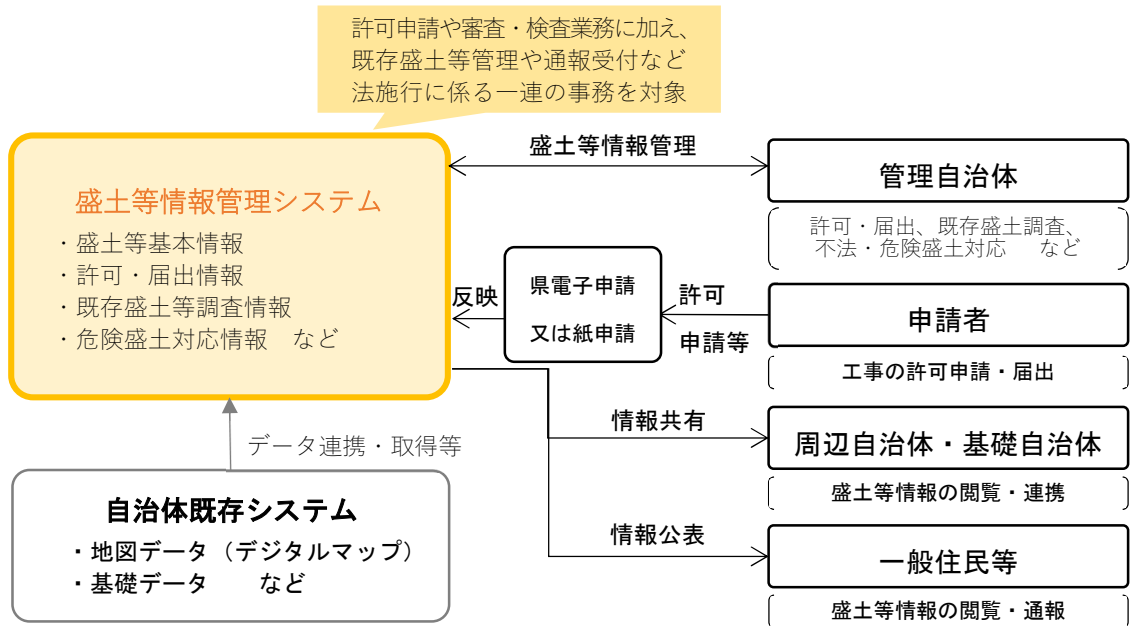 許可申請や審査・検査業務に加え、
既存盛土等管理や通報受付など
法施行に係る一連の事務を対象
盛土等情報管理システム
・盛土等基本情報
・許可・届出情報
・既存盛土等調査情報
・危険盛土対応情報　など
盛土等情報管理
管理自治体
許可・届出、既存盛土調査、
不法・危険盛土対応　など
反映
県電子申請
又は紙申請
許可
申請等
申請者
工事の許可申請・届出
情報共有
周辺自治体・基礎自治体
盛土等情報の閲覧・連携
データ連携・取得等
自治体既存システム
・地図データ（デジタルマップ）
・基礎データ　　など
情報公表
一般住民等
盛土等情報の閲覧・通報